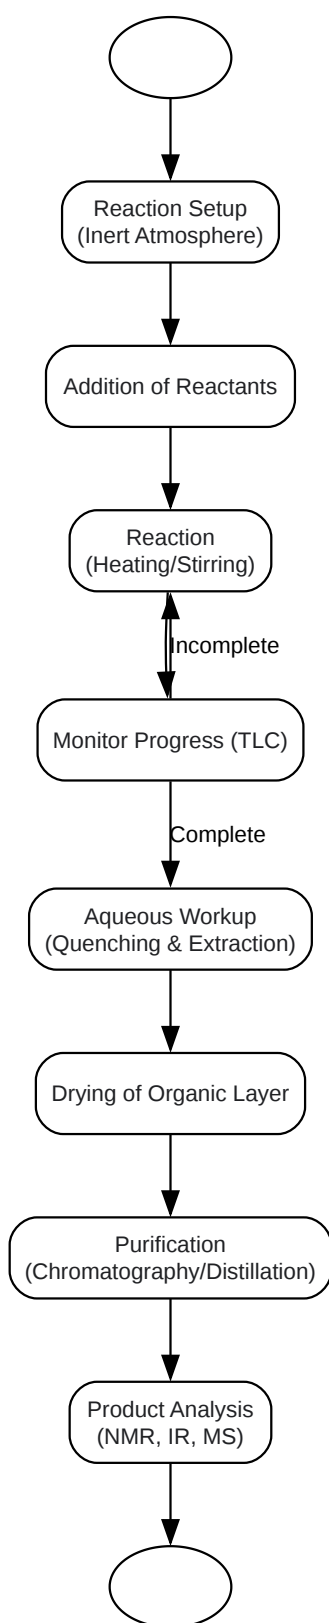 Reaction Setup
(Inert Atmosphere)
Addition of Reactants
Reaction
(Heating/Stirring)
Incomplete
Monitor Progress (TLC)
Complete
Aqueous Workup
(Quenching & Extraction)
Drying of Organic Layer
Purification
(Chromatography/Distillation)
Product Analysis
(NMR, IR, MS)